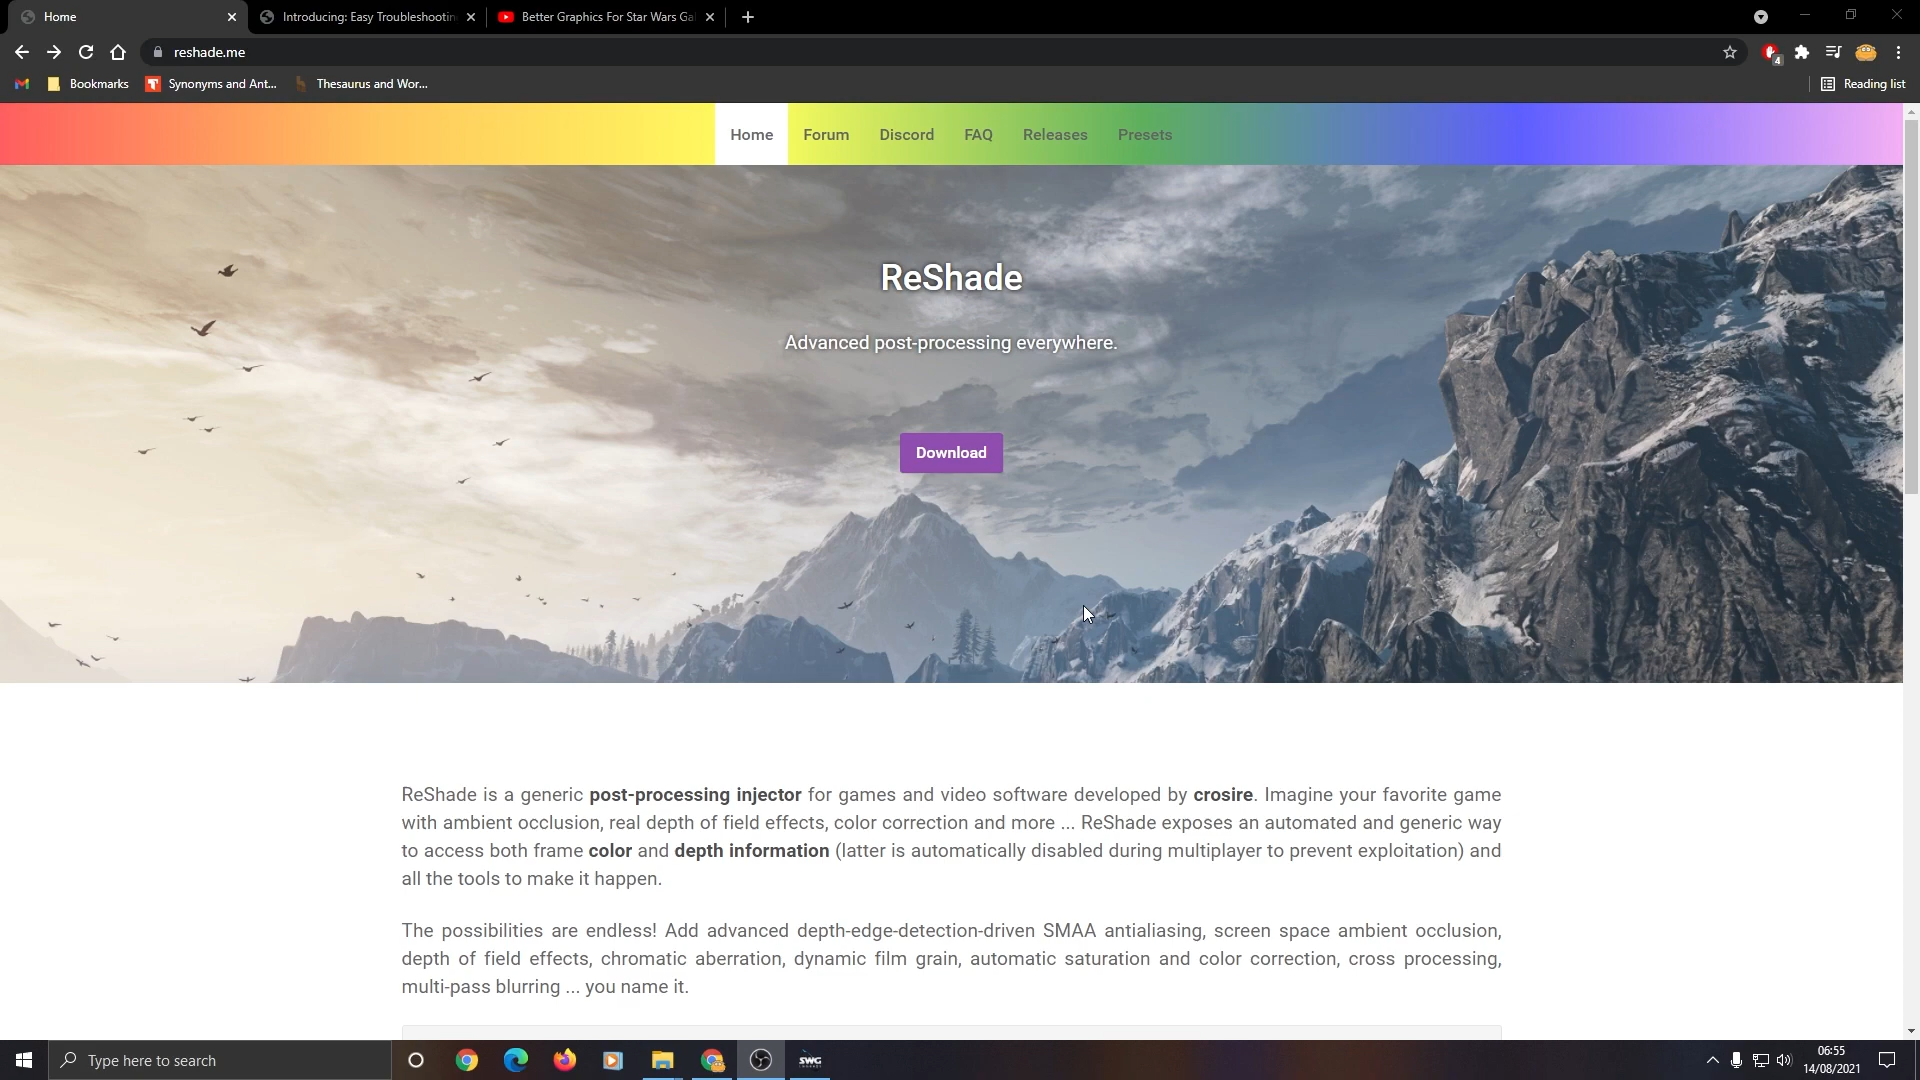 Home
Introducing: Easy Troubleshootin
Better Graphics For Star Wars Ga
reshade.me
4
Bookmarks
Synonyms and Ant...
Thesaurus and Wor...
Reading list
Home Forum Discord FAQ Releases Presets
ReShade
Advanced post-processing everywhere.
Download
ReShade is a generic post-processing injector for games and video software developed by crosire. Imagine your favorite game
with ambient occlusion, real depth of field effects, color correction and more ... ReShade exposes an automated and generic way
to access both frame color and depth information (latter is automatically disabled during multiplayer to prevent exploitation) and
all the tools to make it happen.
The possibilities are endless! Add advanced depth-edge-detection-driven SMAA antialiasing, screen space ambient occlusion,
depth of field effects, chromatic aberration, dynamic film grain, automatic saturation and color correction, cross processing,
multi-pass blurring ... you name it.
Type here to search
SWG
06:55
14/08/2021